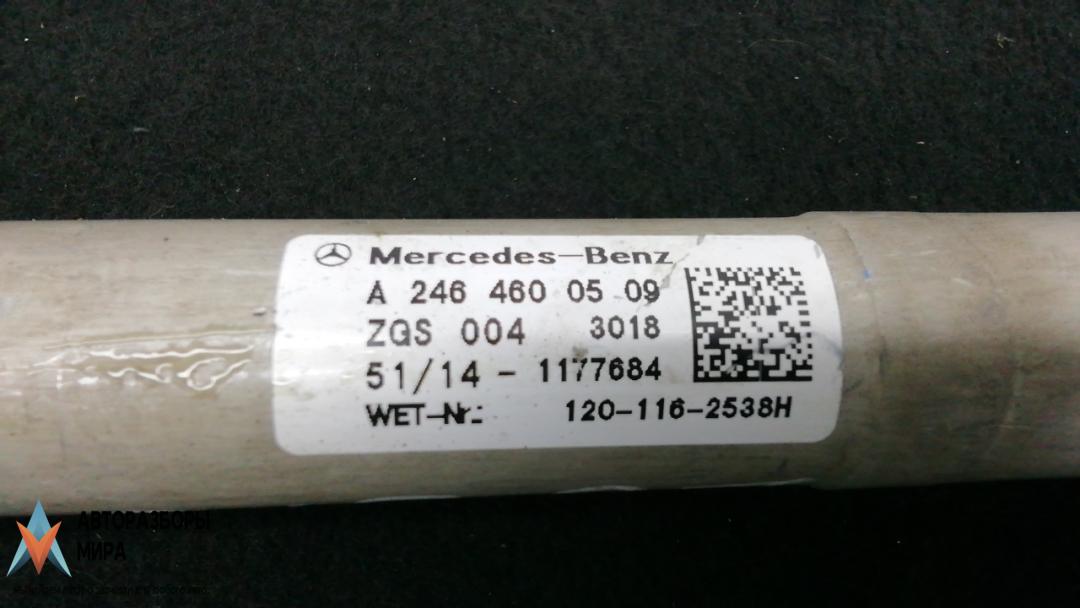 Mercedes-Benz
A 246 460 05 09
ZGS 004 3018
51/14 - 1177684
WET-Nr.: 120-116-2538H
АВТОРАЗБОРЫ
МИРА